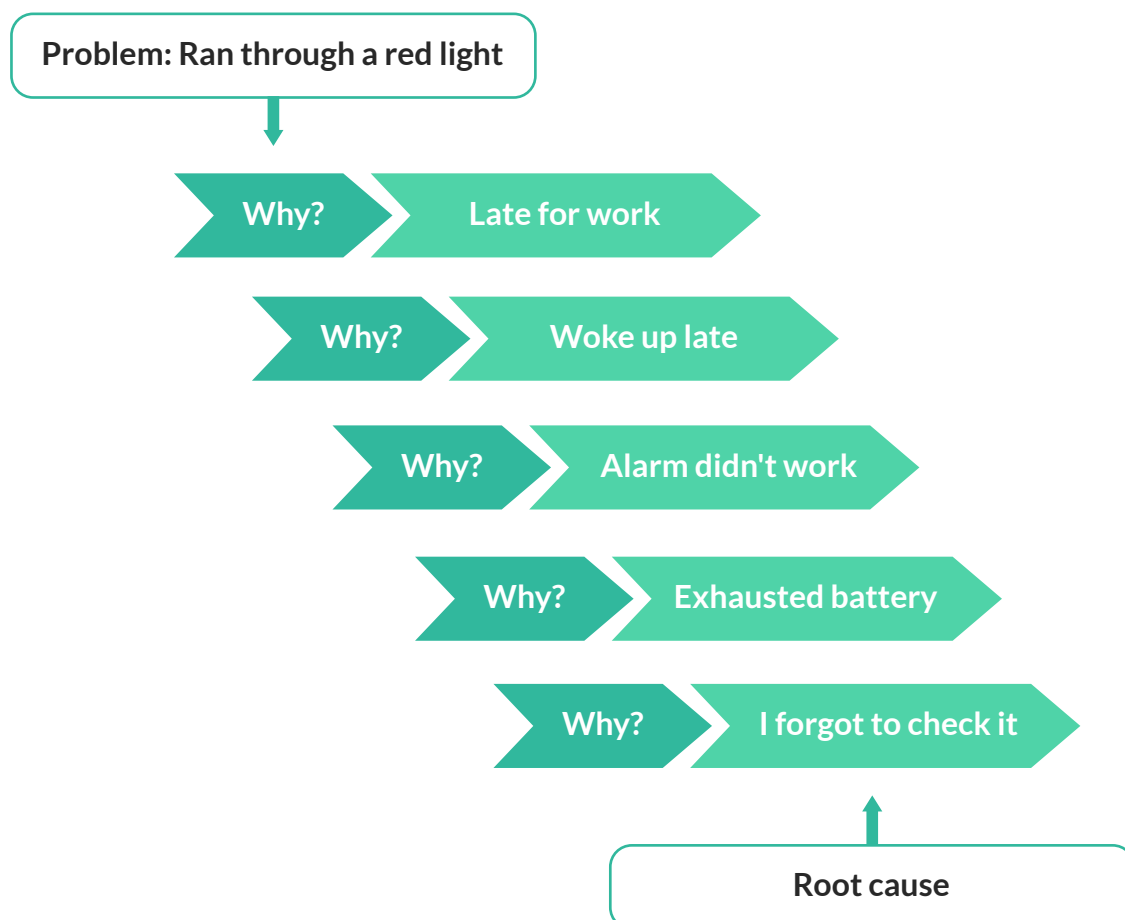 Problem: Ran through a red light
Why? Late for work
Why? Woke up late
Why? Alarm didn't work
Why? Exhausted battery
Why? I forgot to check it
Root cause